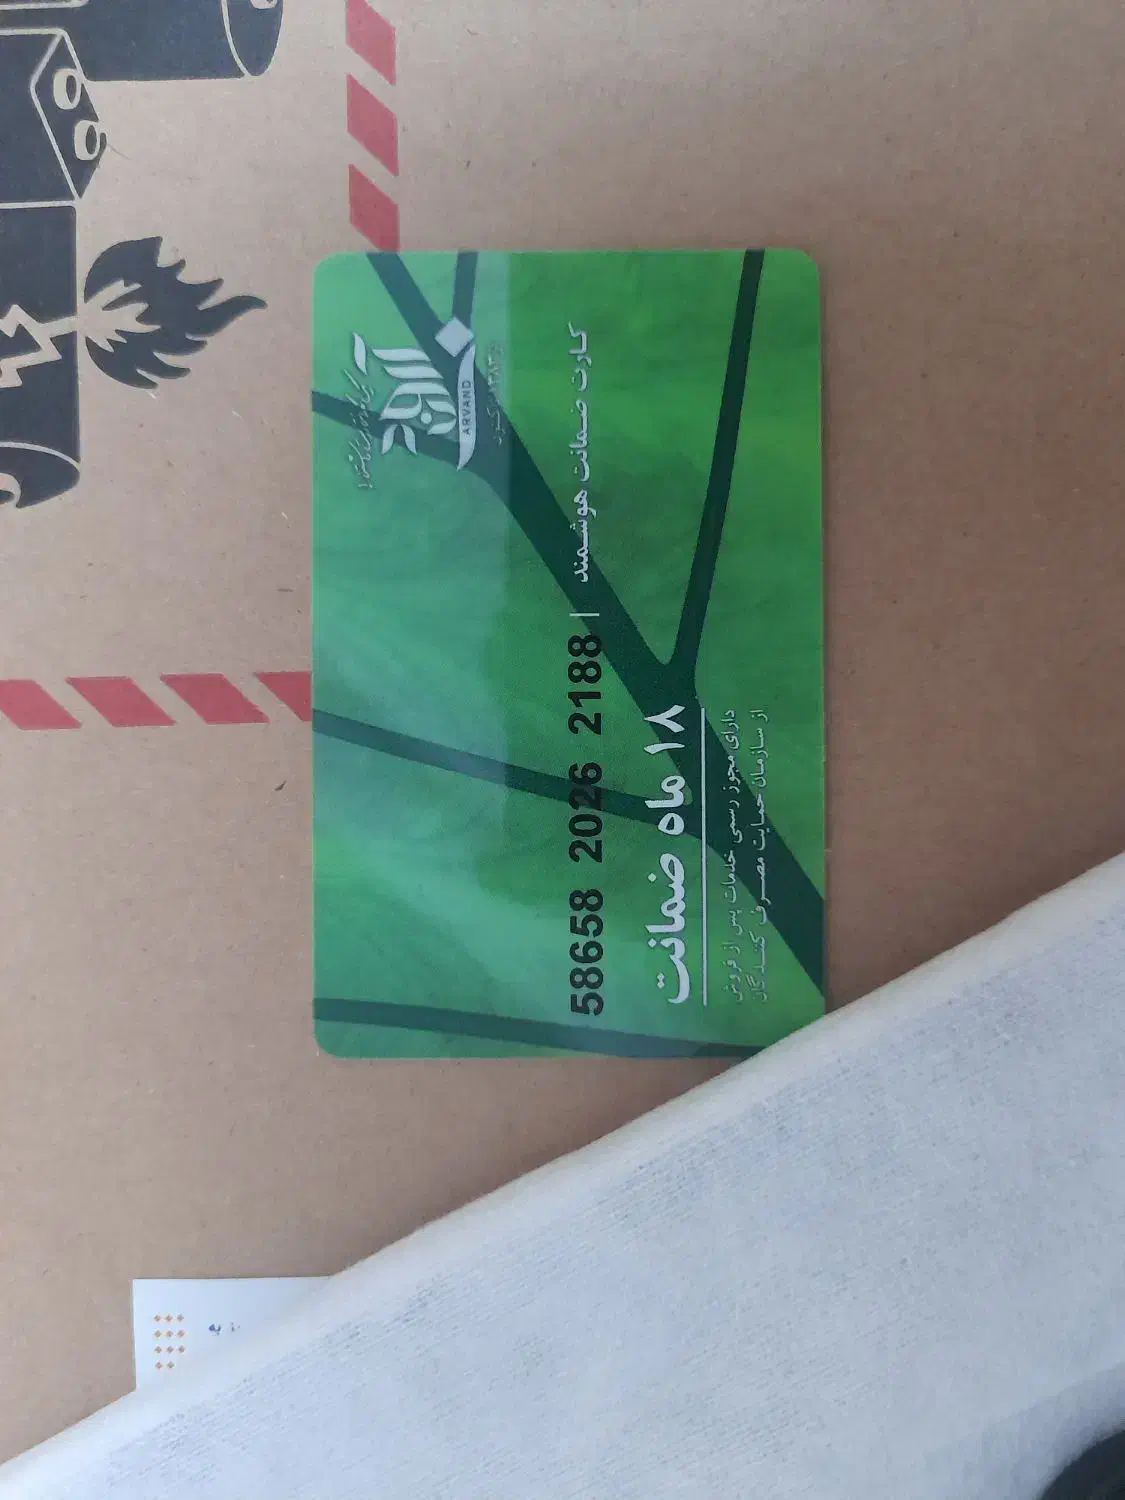 آروند
ARVAND
کارت ضمانت هوشمند
58658 2026 2188
۱۸ ماه ضمانت
دارای مجوز رسمی خدمات پس از فروش
از سازمان حمایت مصرف کنندگان